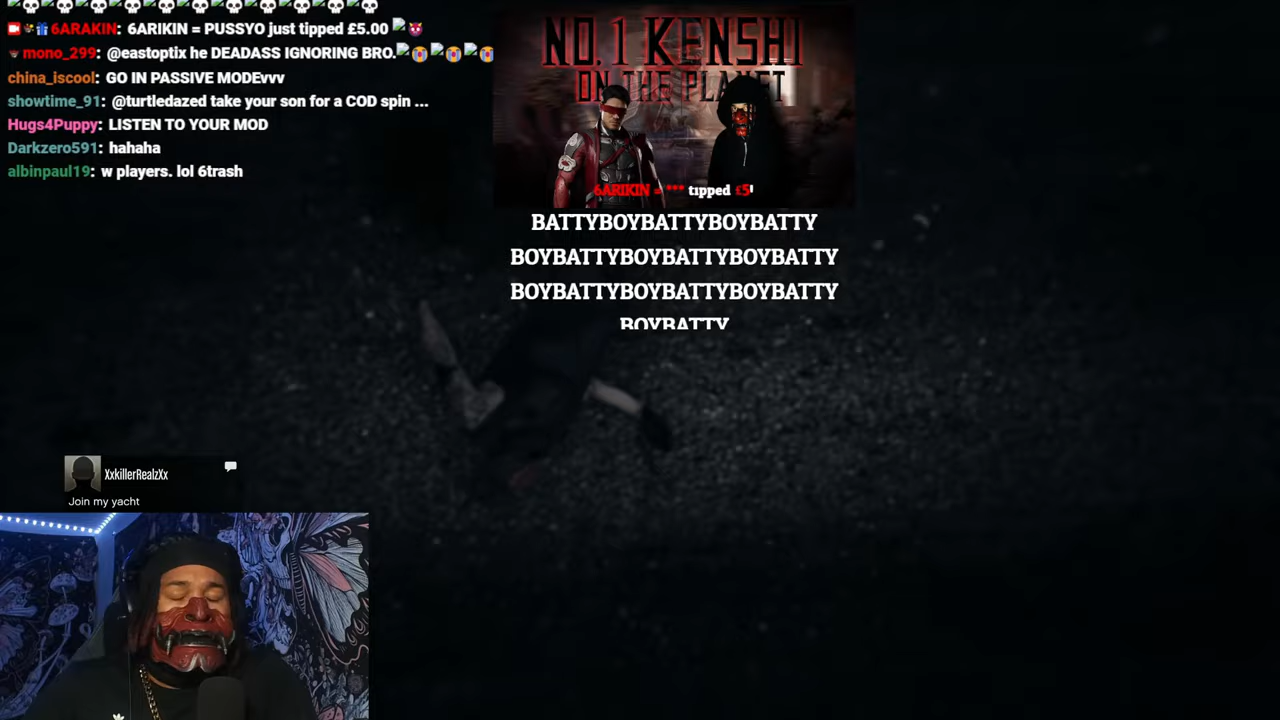 6ARAKIN: 6ARIKIN = PUSSYO just tipped £5.00
mono_299: @eastoptix he DEADASS IGNORING BRO.
china_iscool: GO IN PASSIVE MODEvvv
showtime_91: @turtledazed take your son for a COD spin ...
Hugs4Puppy: LISTEN TO YOUR MOD
Darkzero591: hahaha
albinpaul19: w players. lol 6trash
NO.1 KENSHI
ON THE PLANET
6ARIKIN = *** tipped £5!
BATTYBOYBATTYBOYBATTY
BOYBATTYBOYBATTYBOYBATTY
BOYBATTYBOYBATTYBOYBATTY
BOYBATTY
XxkillerRealzXx
Join my yacht